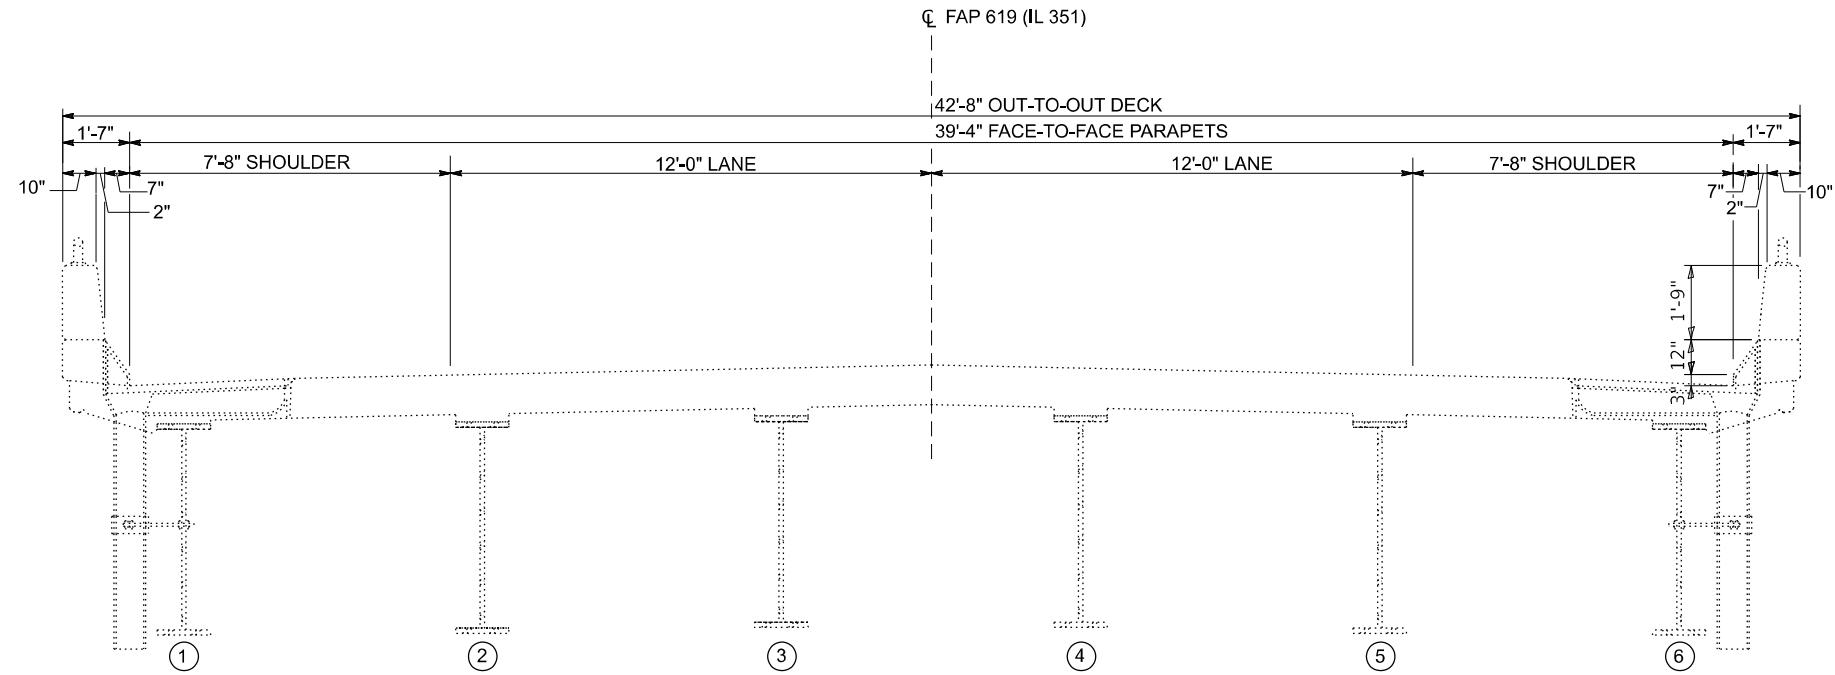 ℄ FAP 619 (IL 351)
42'-8" OUT-TO-OUT DECK
1'-7" 39'-4" FACE-TO-FACE PARAPETS 1'-7"
7'-8" SHOULDER 12'-0" LANE 12'-0" LANE 7'-8" SHOULDER
10" 7" 7" 10"
2" 2"
1'-9"
12"
3"
1 2 3 4 5 6